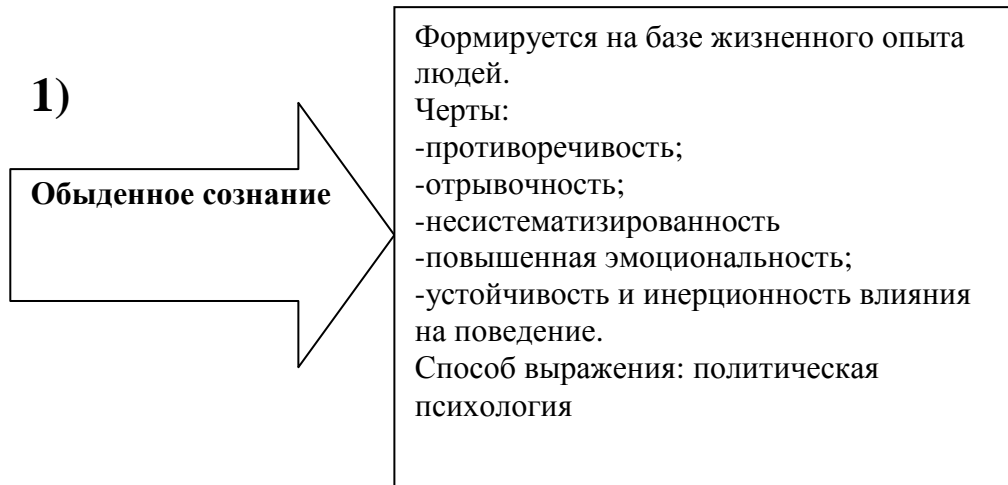 1)
Обыденное сознание
Формируется на базе жизненного опыта
людей.
Черты:
-противоречивость;
-отрывочность;
-несистематизированность
-повышенная эмоциональность;
-устойчивость и инерционность влияния
на поведение.
Способ выражения: политическая
психология